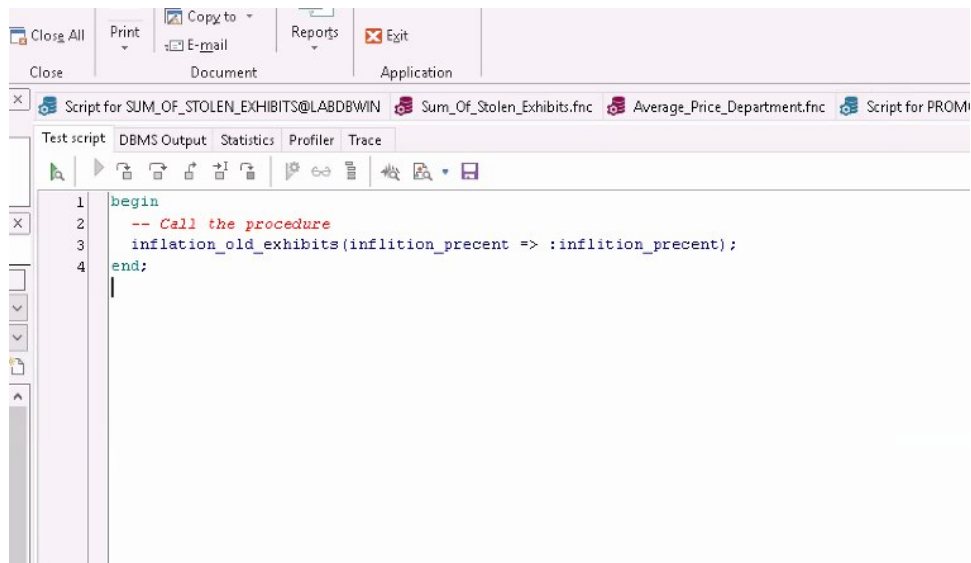 Copy to
Close All
Print
E-mail
Reports
Exit
Close
Document
Application
Script for SUM_OF_STOLEN_EXHIBITS@LABDBWIN
Sum_Of_Stolen_Exhibits.fnc
Average_Price_Department.fnc
Script for PROM
Test script
DBMS Output
Statistics
Profiler
Trace
1 begin
2 -- Call the procedure
3 inflation_old_exhibits(inflition_precent => :inflition_precent);
4 end;